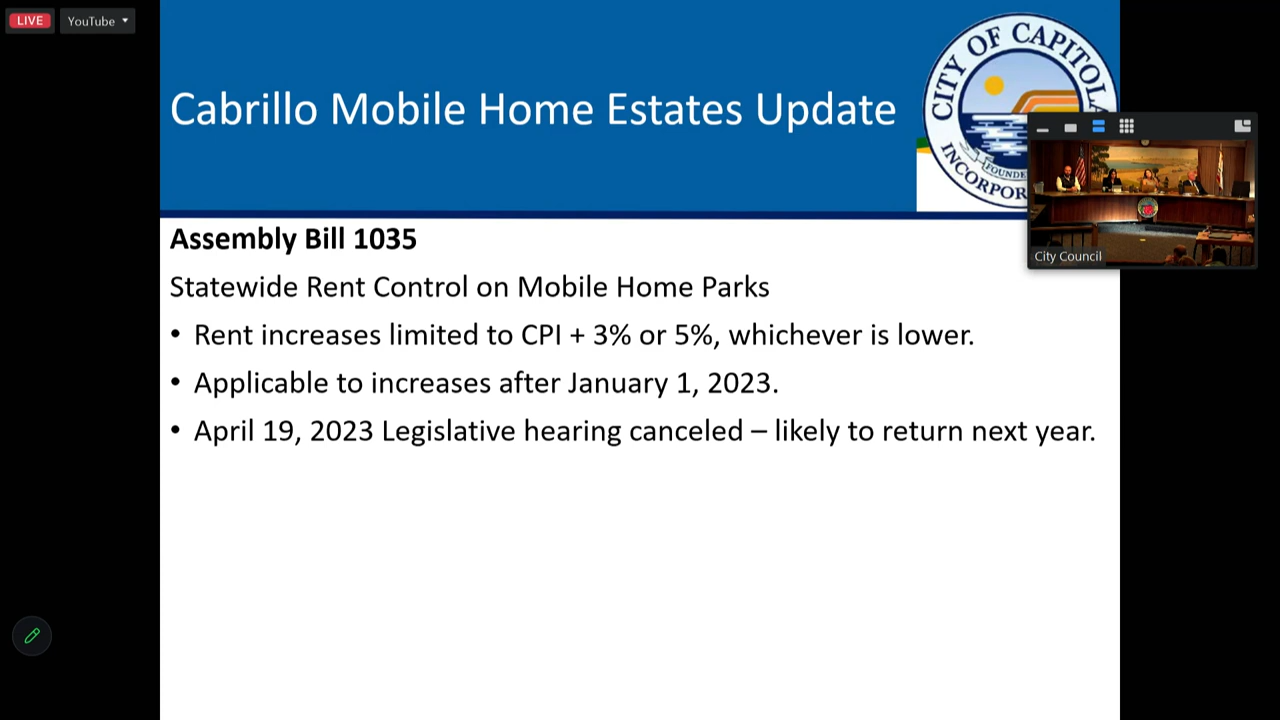 LIVE
YouTube
Cabrillo Mobile Home Estates Update
CITY OF CAPITOLA
FOUNDE
INCORPOR
City Council
Assembly Bill 1035
Statewide Rent Control on Mobile Home Parks
• Rent increases limited to CPI + 3% or 5%, whichever is lower.
• Applicable to increases after January 1, 2023.
• April 19, 2023 Legislative hearing canceled – likely to return next year.